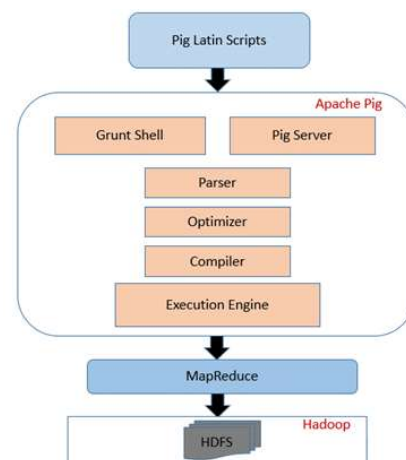 Pig Latin Scripts
Apache Pig
Grunt Shell
Pig Server
Parser
Optimizer
Compiler
Execution Engine
MapReduce
Hadoop
HDFS